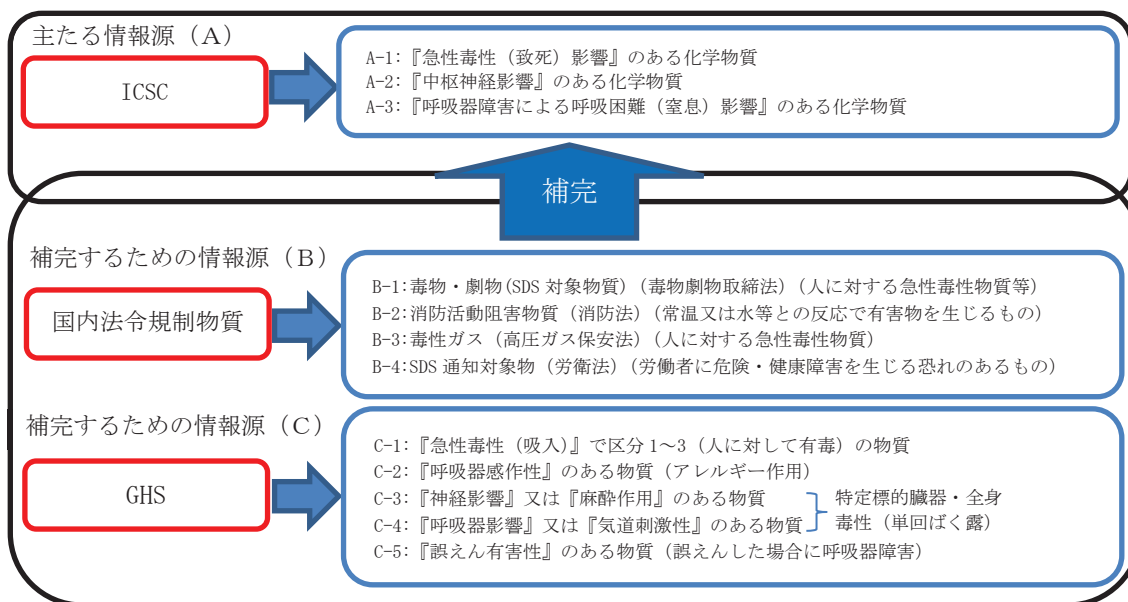 主たる情報源（Ａ）
ICSC
A-1:『急性毒性（致死）影響』のある化学物質
A-2:『中枢神経影響』のある化学物質
A-3:『呼吸器障害による呼吸困難（窒息）影響』のある化学物質
補完
補完するための情報源（Ｂ）
国内法令規制物質
B-1:毒物・劇物(SDS 対象物質）（毒物劇物取締法）（人に対する急性毒性物質等）
B-2:消防活動阻害物質（消防法）（常温又は水等との反応で有害物を生じるもの）
B-3:毒性ガス（高圧ガス保安法）（人に対する急性毒性物質）
B-4:SDS 通知対象物（労衛法）（労働者に危険・健康障害を生じる恐れのあるもの）
補完するための情報源（Ｃ）
GHS
C-1:『急性毒性（吸入）』で区分 1～3（人に対して有毒）の物質
C-2:『呼吸器感作性』のある物質（アレルギー作用）
C-3:『神経影響』又は『麻酔作用』のある物質
C-4:『呼吸器影響』又は『気道刺激性』のある物質
特定標的臓器・全身
毒性（単回ばく露）
C-5:『誤えん有害性』のある物質（誤えんした場合に呼吸器障害）